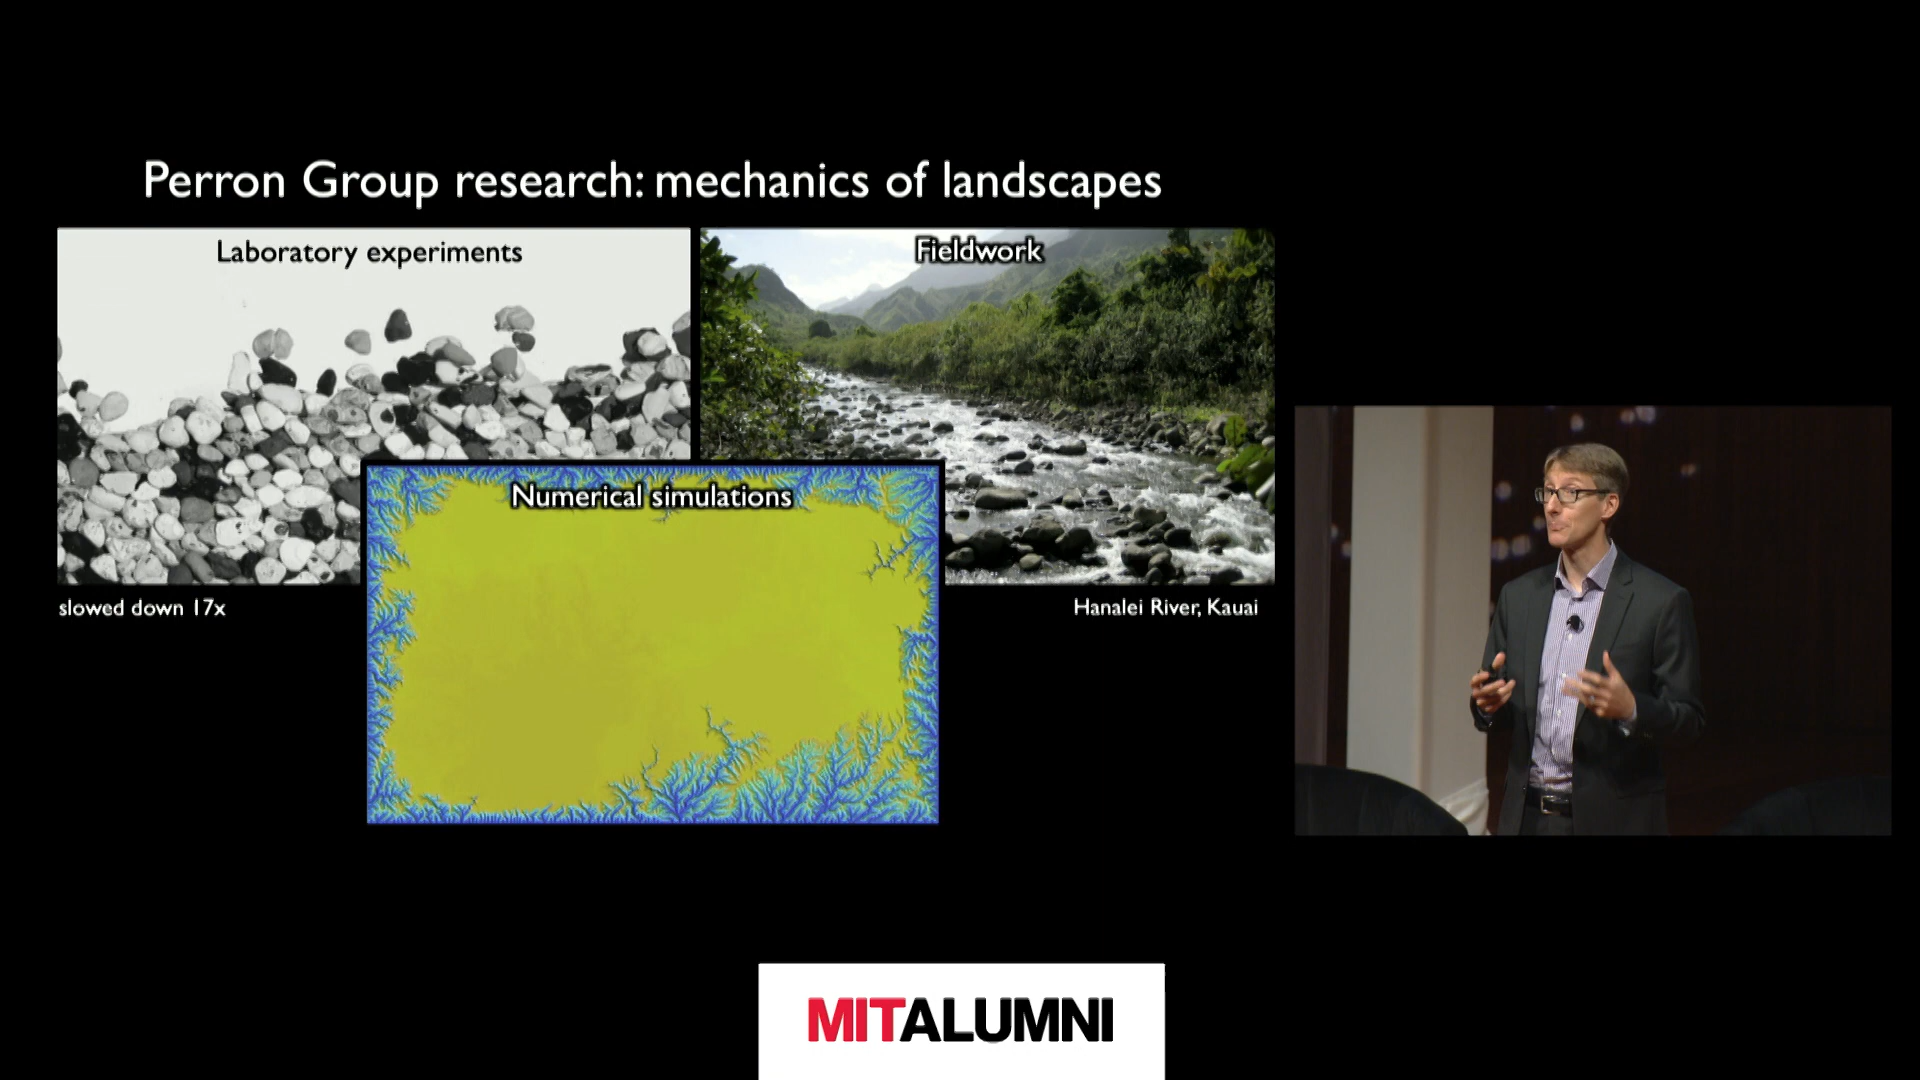 Perron Group research: mechanics of landscapes
Laboratory experiments
Fieldwork
Numerical simulations
slowed down 17x
Hanalei River, Kauai
MITALUMNI